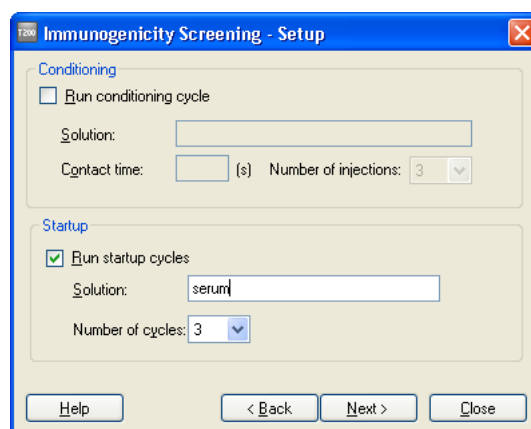 T200 Immunogenicity Screening - Setup
Conditioning
Run conditioning cycle
Solution:
Contact time: (s) Number of injections: 3
Startup
Run startup cycles
Solution: serum
Number of cycles: 3
Help < Back Next > Close